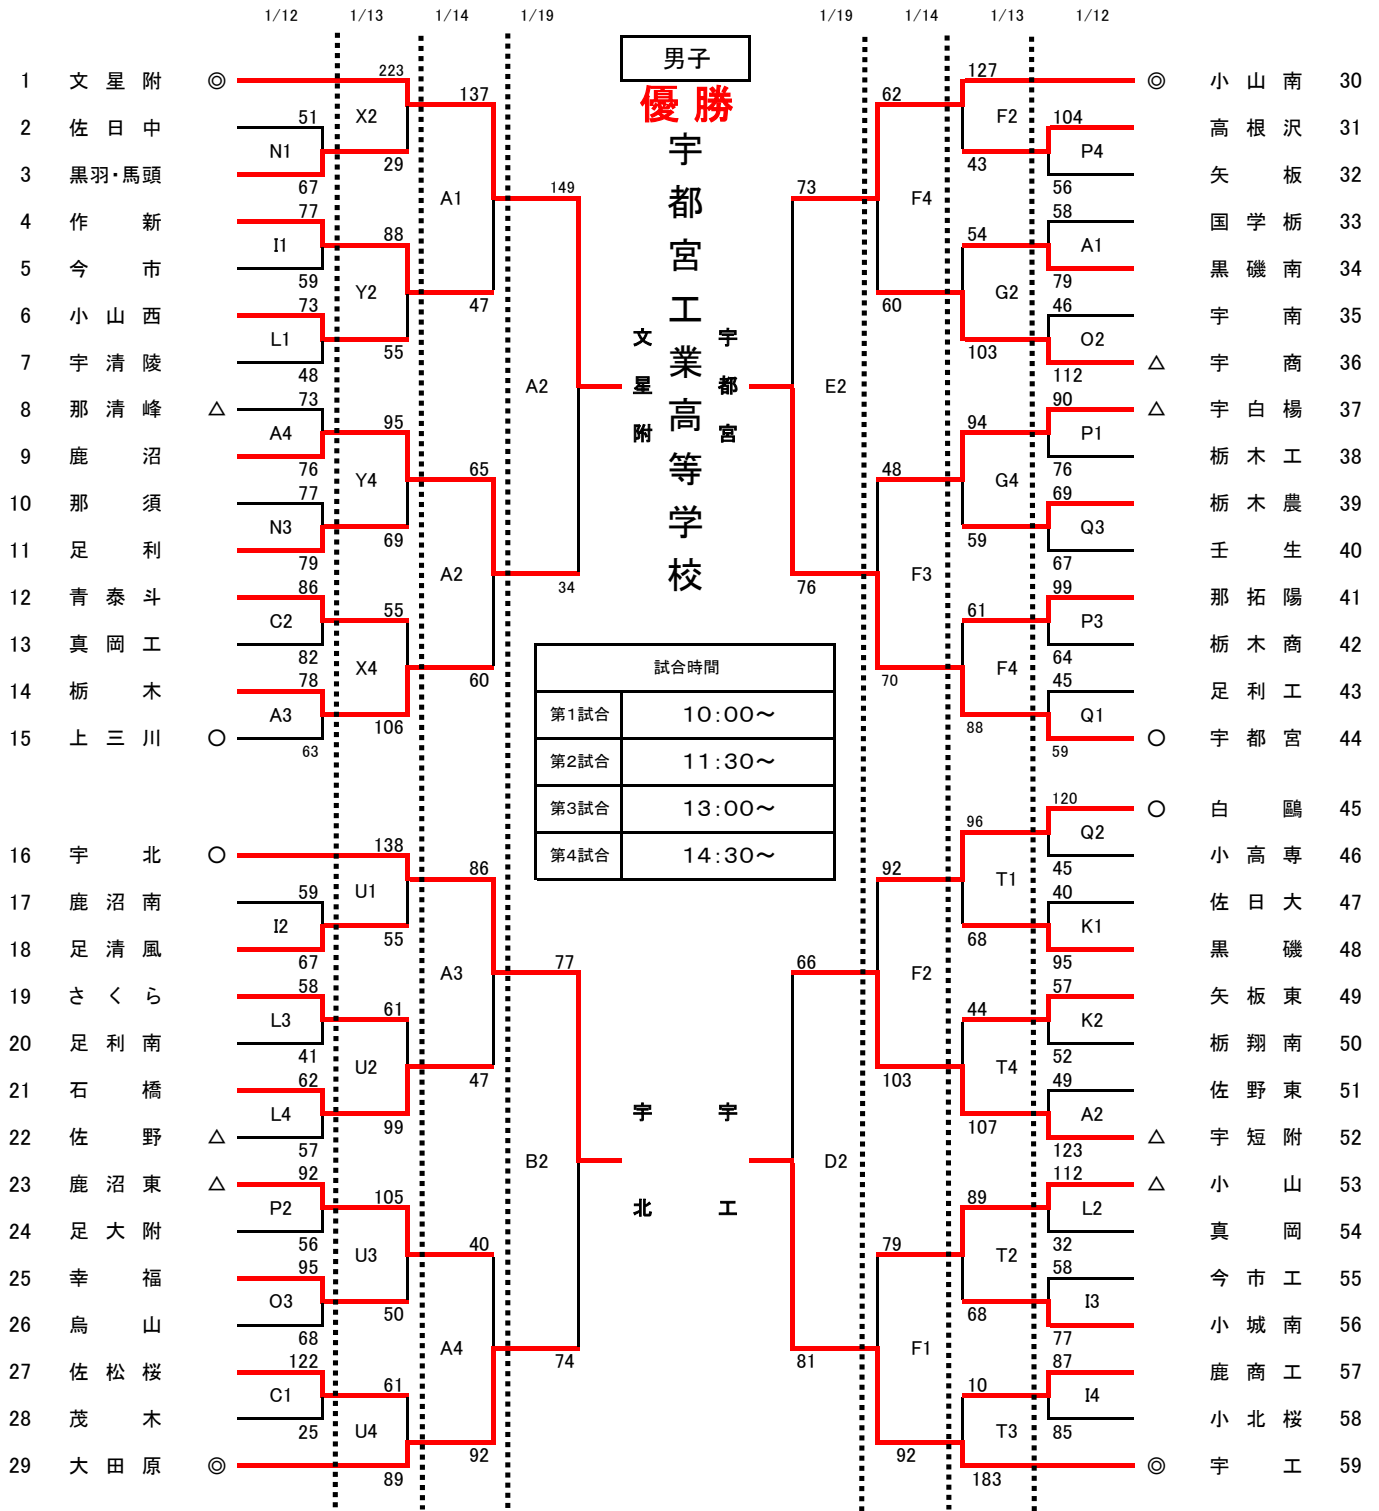 1/12 1/13 1/14 1/19 1/19 1/14 1/13 1/12
男子
優勝
宇都宮工業高等学校
文星附 宇都宮
宇北 宇工
1 文星附 ◎
2 佐日中
3 黒羽・馬頭
4 作新
5 今市
6 小山西
7 宇清陵
8 那清峰 △
9 鹿沼
10 那須
11 足利
12 青泰斗
13 真岡工
14 栃木
15 上三川 ○
16 宇北 ○
17 鹿沼南
18 足清風
19 さくら
20 足利南
21 石橋
22 佐野 △
23 鹿沼東 △
24 足大附
25 幸福
26 烏山
27 佐松桜
28 茂木
29 大田原 ◎
51 N1 67
77 I1 59
73 L1 48
73 A4 76
77 N3 79
86 C2 82
78 A3 63
59 I2 67
58 L3 41
62 L4 57
92 P2 56
95 O3 68
122 C1 25
223 X2 29
88 Y2 55
95 Y4 69
55 X4 106
138 U1 55
61 U2 99
105 U3 50
61 U4 89
137 A1 47
65 A2 60
86 A3 47
40 A4 92
149 A2 34
77 B2 74
試合時間
第1試合 10:00～
第2試合 11:30～
第3試合 13:00～
第4試合 14:30～
73 E2 76
66 D2 81
62 F4 60
48 F3 70
92 F2 103
79 F1 92
127 F2 43
54 G2 103
94 G4 59
61 F4 88
96 T1 68
44 T4 107
89 T2 68
10 T3 183
104 P4 56
58 A1 79
46 O2 112
90 P1 76
69 Q3 67
99 P3 64
45 Q1 59
120 Q2 45
40 K1 95
57 K2 52
49 A2 123
112 L2 32
58 I3 77
87 I4 85
◎ 小山南 30
高根沢 31
矢板 32
国学栃 33
黒磯南 34
宇南 35
△ 宇商 36
△ 宇白楊 37
栃木工 38
栃木農 39
壬生 40
那拓陽 41
栃木商 42
足利工 43
○ 宇都宮 44
○ 白鷗 45
小高専 46
佐日大 47
黒磯 48
矢板東 49
栃翔南 50
佐野東 51
△ 宇短附 52
△ 小山 53
真岡 54
今市工 55
小城南 56
鹿商工 57
小北桜 58
◎ 宇工 59